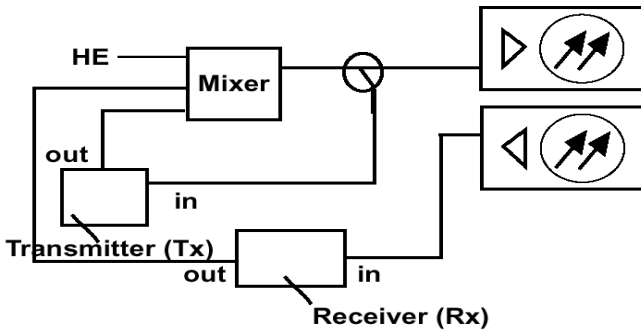 HE
Mixer
out
in
Transmitter (Tx)
out
in
Receiver (Rx)